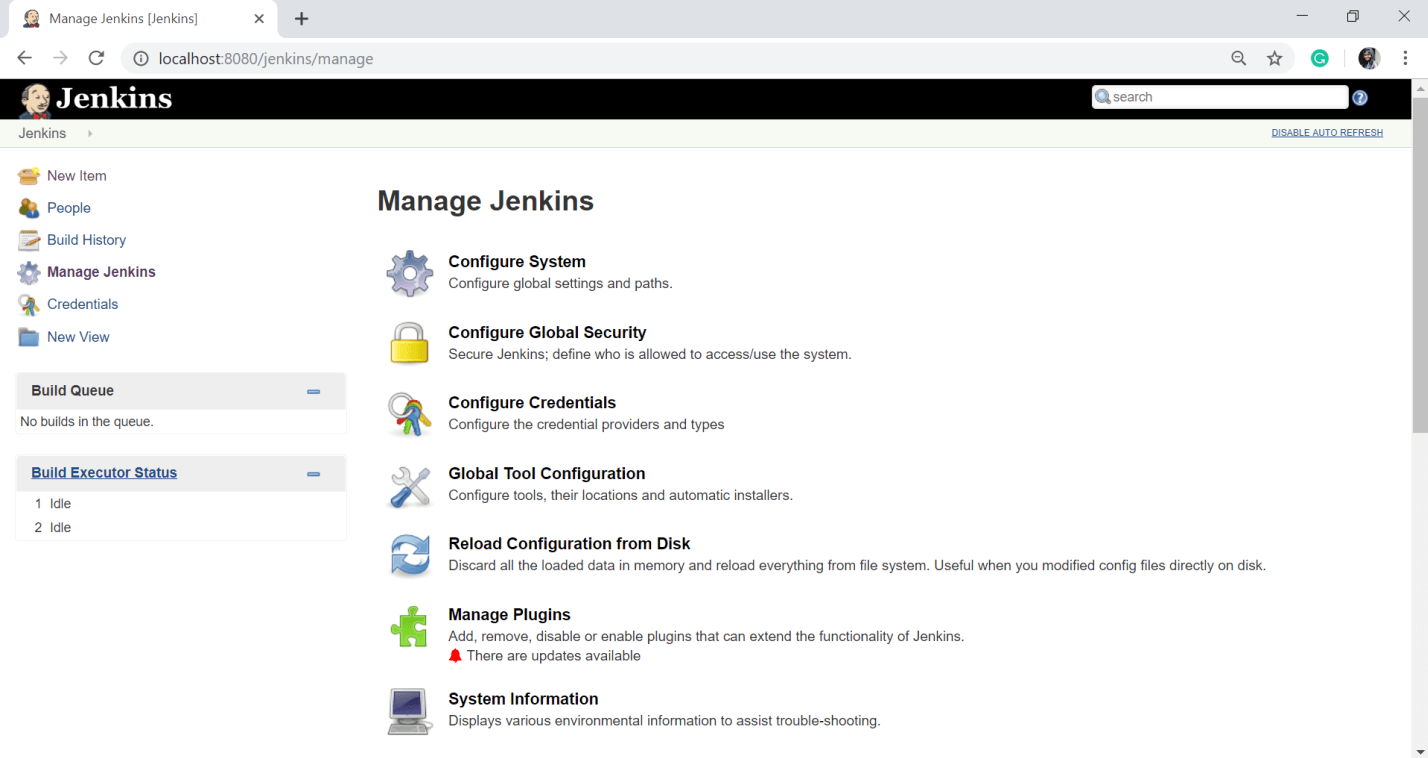 Manage Jenkins [Jenkins]
localhost:8080/jenkins/manage
Jenkins
search
Jenkins
DISABLE AUTO REFRESH
New Item
People
Build History
Manage Jenkins
Credentials
New View
Build Queue
No builds in the queue.
Build Executor Status
1 Idle
2 Idle
Manage Jenkins
Configure System
Configure global settings and paths.
Configure Global Security
Secure Jenkins; define who is allowed to access/use the system.
Configure Credentials
Configure the credential providers and types
Global Tool Configuration
Configure tools, their locations and automatic installers.
Reload Configuration from Disk
Discard all the loaded data in memory and reload everything from file system. Useful when you modified config files directly on disk.
Manage Plugins
Add, remove, disable or enable plugins that can extend the functionality of Jenkins.
There are updates available
System Information
Displays various environmental information to assist trouble-shooting.